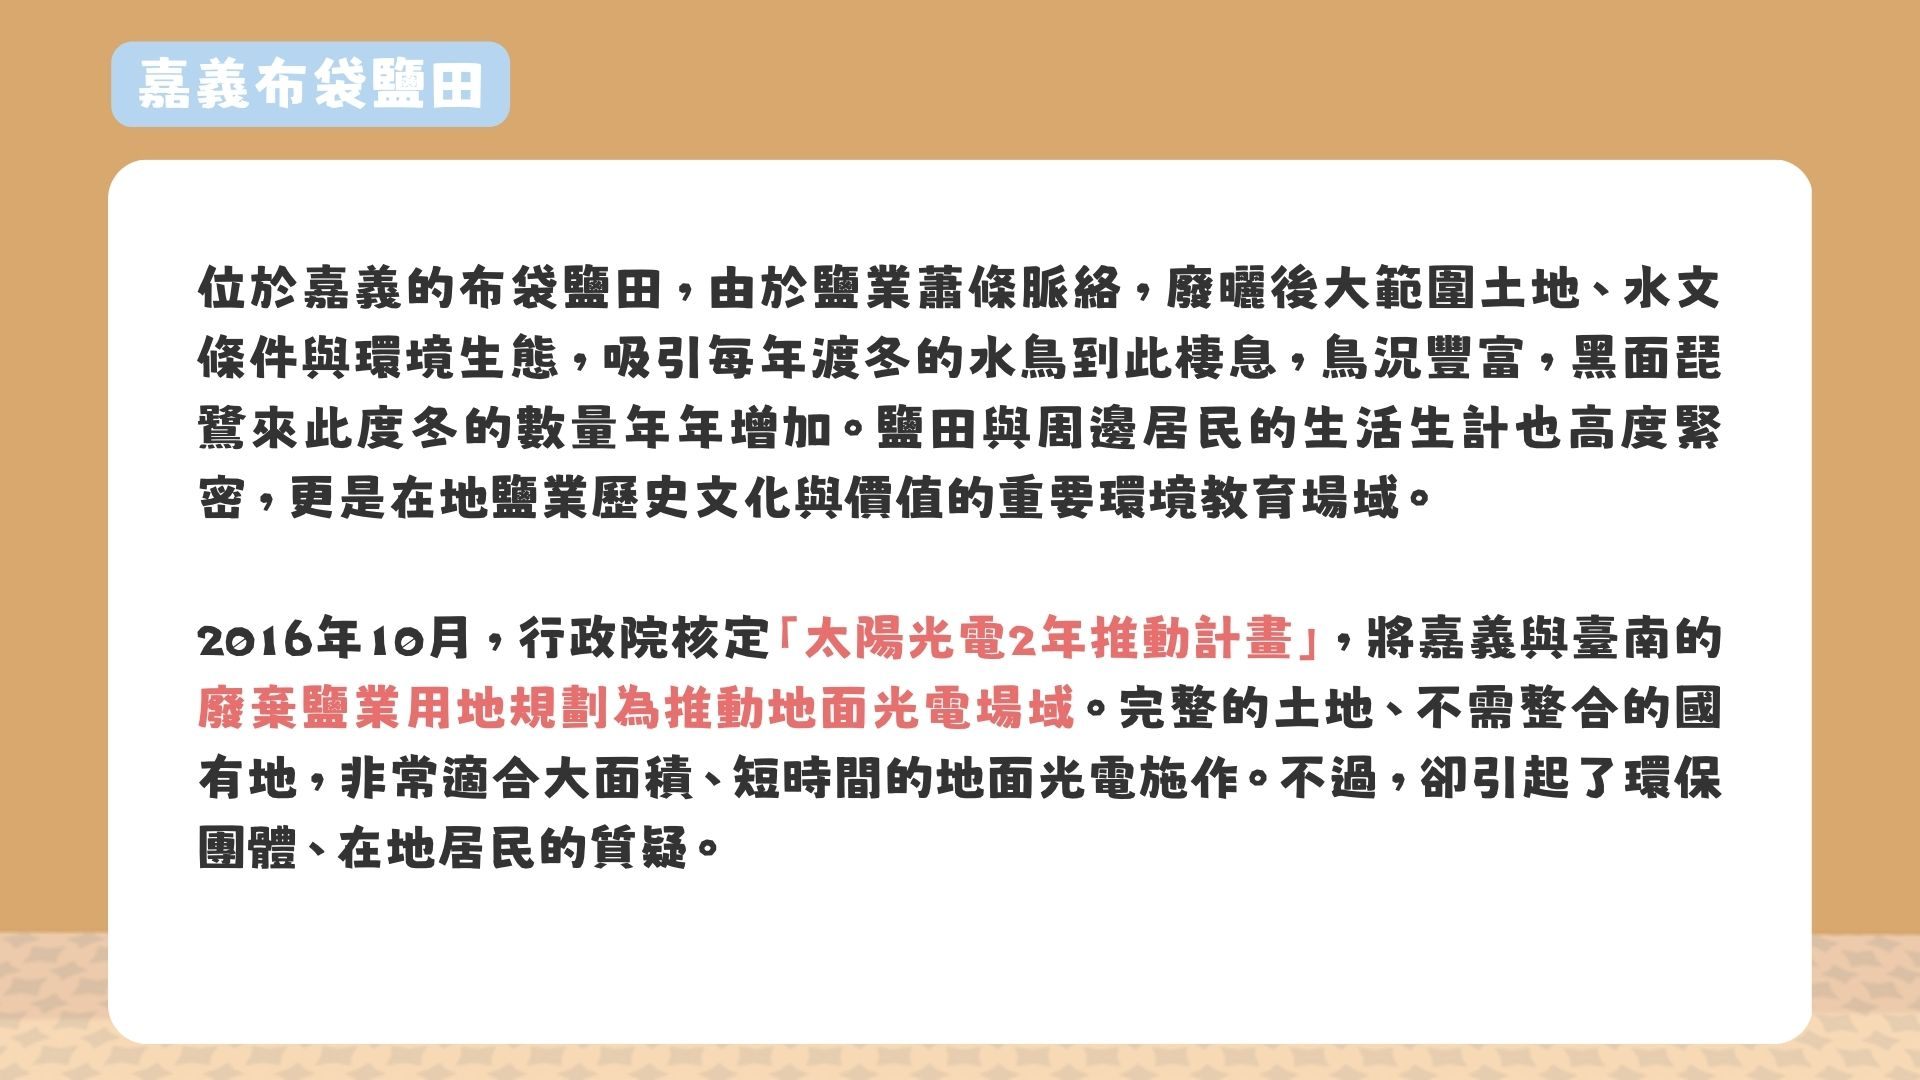 嘉義布袋鹽田
位於嘉義的布袋鹽田，由於鹽業蕭條脈絡，廢曬後大範圍土地、水文
條件與環境生態，吸引每年渡冬的水鳥到此棲息，鳥況豐富，黑面琵
鷺來此度冬的數量年年增加。鹽田與周邊居民的生活生計也高度緊
密，更是在地鹽業歷史文化與價值的重要環境教育場域。
2016年10月，行政院核定「太陽光電2年推動計畫」，將嘉義與臺南的
廢棄鹽業用地規劃為推動地面光電場域。完整的土地、不需整合的國
有地，非常適合大面積、短時間的地面光電施作。不過，卻引起了環保
團體、在地居民的質疑。